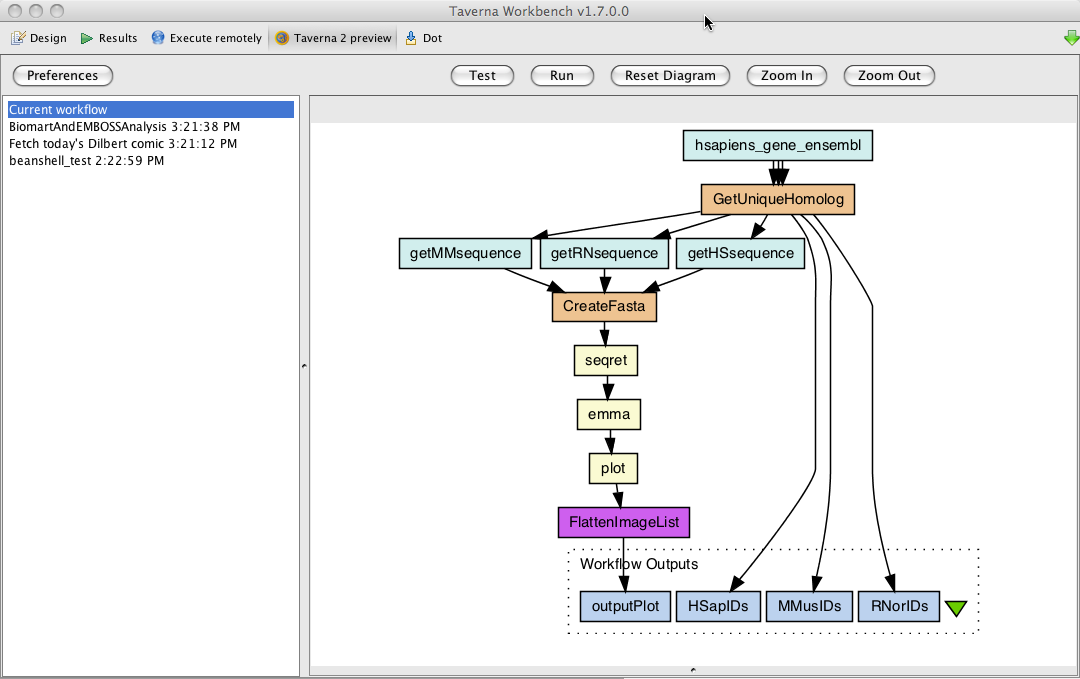 Taverna Workbench v1.7.0.0
Design Results Execute remotely Taverna 2 preview Dot
Preferences Test Run Reset Diagram Zoom In Zoom Out
Current workflow
BiomartAndEMBOSSAnalysis 3:21:38 PM
Fetch today's Dilbert comic 3:21:12 PM
beanshell_test 2:22:59 PM
hsapiens_gene_ensembl
GetUniqueHomolog
getMMsequence getRNsequence getHSsequence
CreateFasta
seqret
emma
plot
FlattenImageList
Workflow Outputs
outputPlot HSapIDs MMusIDs RNorIDs